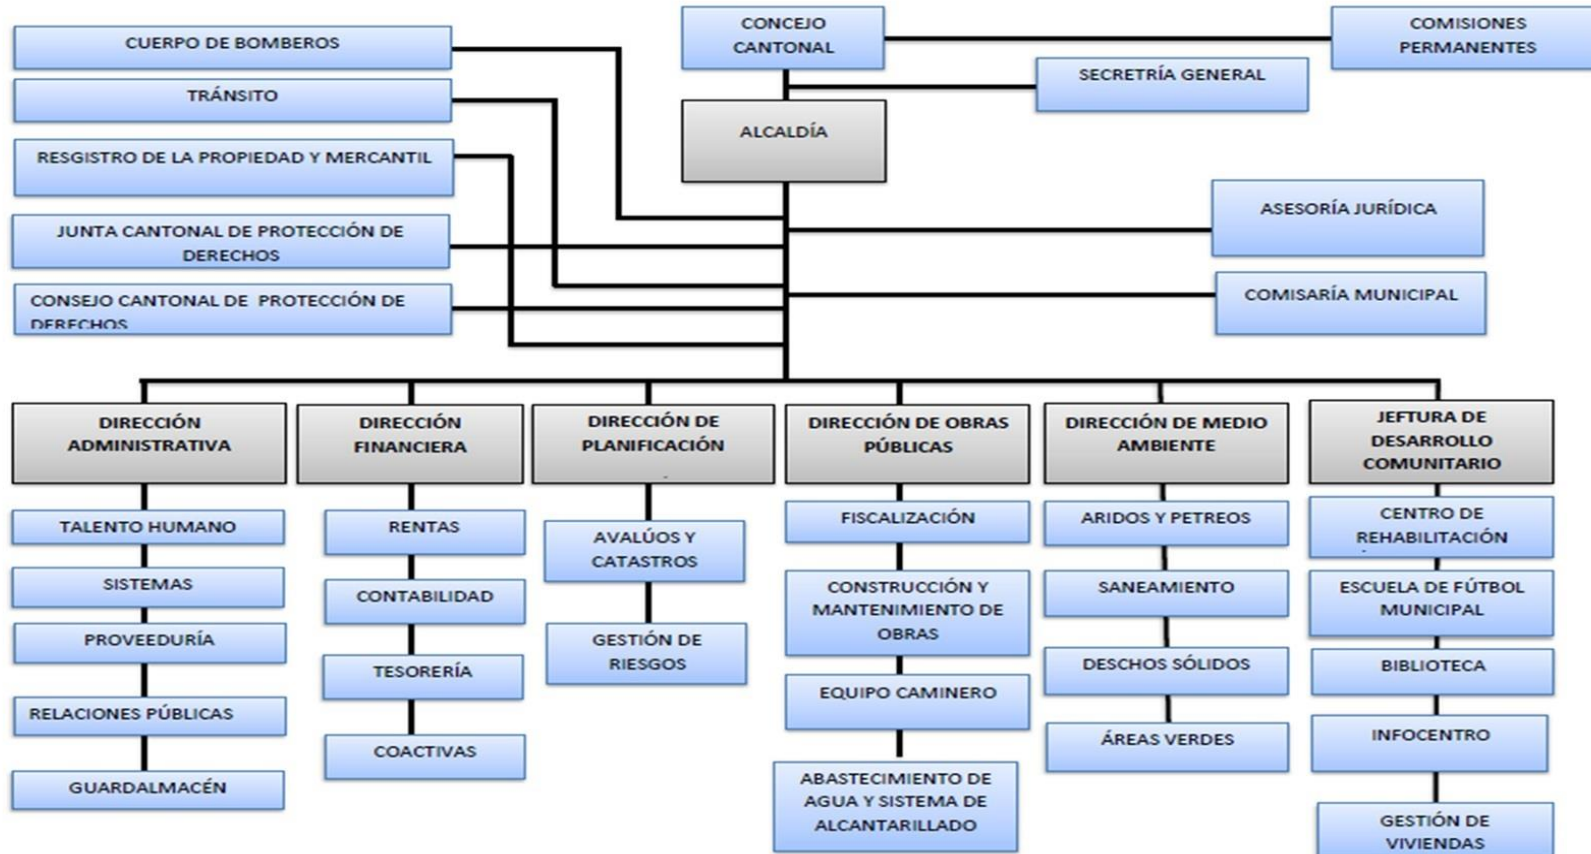 CONCEJO
CANTONAL
COMISIONES
PERMANENTES
SECRETRÍA GENERAL
ALCALDÍA
CUERPO DE BOMBEROS
TRÁNSITO
RESGISTRO DE LA PROPIEDAD Y MERCANTIL
JUNTA CANTONAL DE PROTECCIÓN DE
DERECHOS
CONSEJO CANTONAL DE PROTECCIÓN DE
DERECHOS
ASESORÍA JURÍDICA
COMISARÍA MUNICIPAL
DIRECCIÓN
ADMINISTRATIVA
TALENTO HUMANO
SISTEMAS
PROVEEDURÍA
RELACIONES PÚBLICAS
GUARDALMACÉN
DIRECCIÓN
FINANCIERA
RENTAS
CONTABILIDAD
TESORERÍA
COACTIVAS
DIRECCIÓN DE
PLANIFICACIÓN
AVALÚOS Y
CATASTROS
GESTIÓN DE
RIESGOS
DIRECCIÓN DE OBRAS
PÚBLICAS
FISCALIZACIÓN
CONSTRUCCIÓN Y
MANTENIMIENTO DE
OBRAS
EQUIPO CAMINERO
ABASTECIMIENTO DE
AGUA Y SISTEMA DE
ALCANTARILLADO
DIRECCIÓN DE MEDIO
AMBIENTE
ARIDOS Y PETREOS
SANEAMIENTO
DESCHOS SÓLIDOS
ÁREAS VERDES
JEFTURA DE
DESARROLLO
COMUNITARIO
CENTRO DE
REHABILITACIÓN
ESCUELA DE FÚTBOL
MUNICIPAL
BIBLIOTECA
INFOCENTRO
GESTIÓN DE
VIVIENDAS